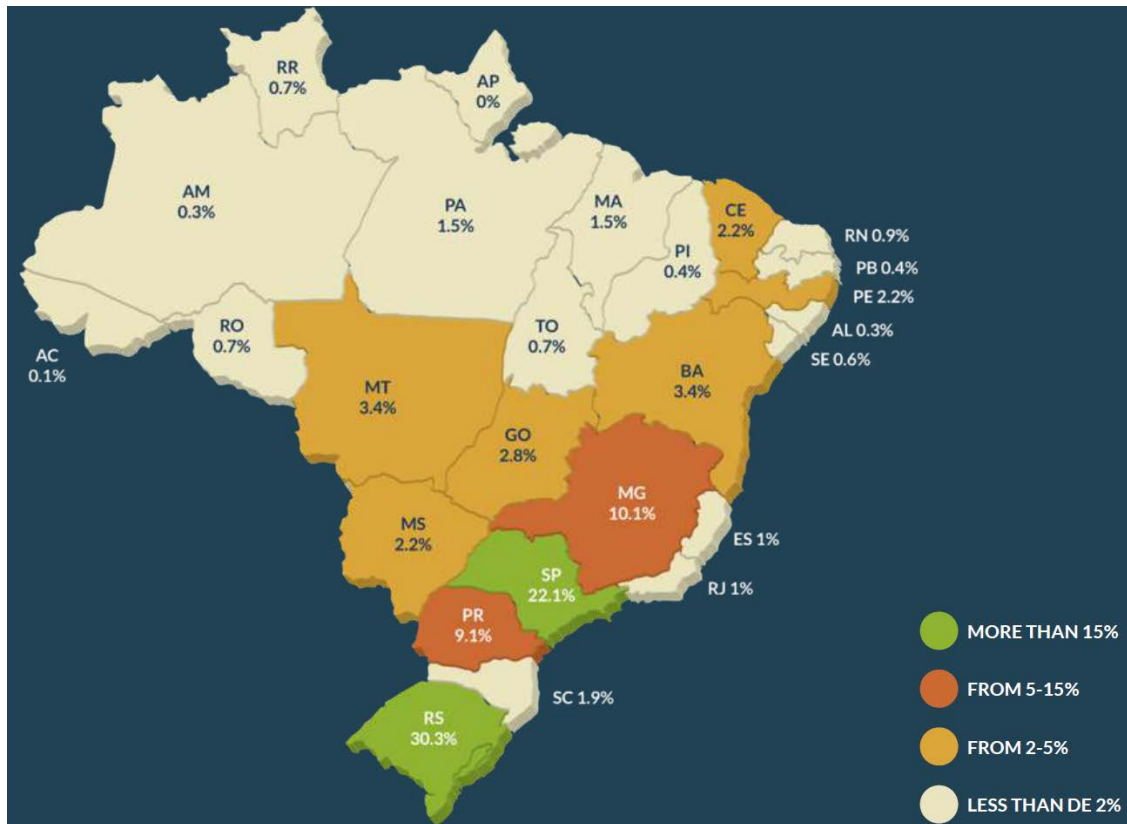 RR
0.7%
AP
0%
AM
0.3%
PA
1.5%
MA
1.5%
CE
2.2%
PI
0.4%
RN 0.9%
PB 0.4%
PE 2.2%
AL 0.3%
SE 0.6%
AC
0.1%
RO
0.7%
TO
0.7%
MT
3.4%
BA
3.4%
GO
2.8%
MG
10.1%
MS
2.2%
ES 1%
SP
22.1%
RJ 1%
PR
9.1%
SC 1.9%
RS
30.3%
MORE THAN 15%
FROM 5-15%
FROM 2-5%
LESS THAN DE 2%